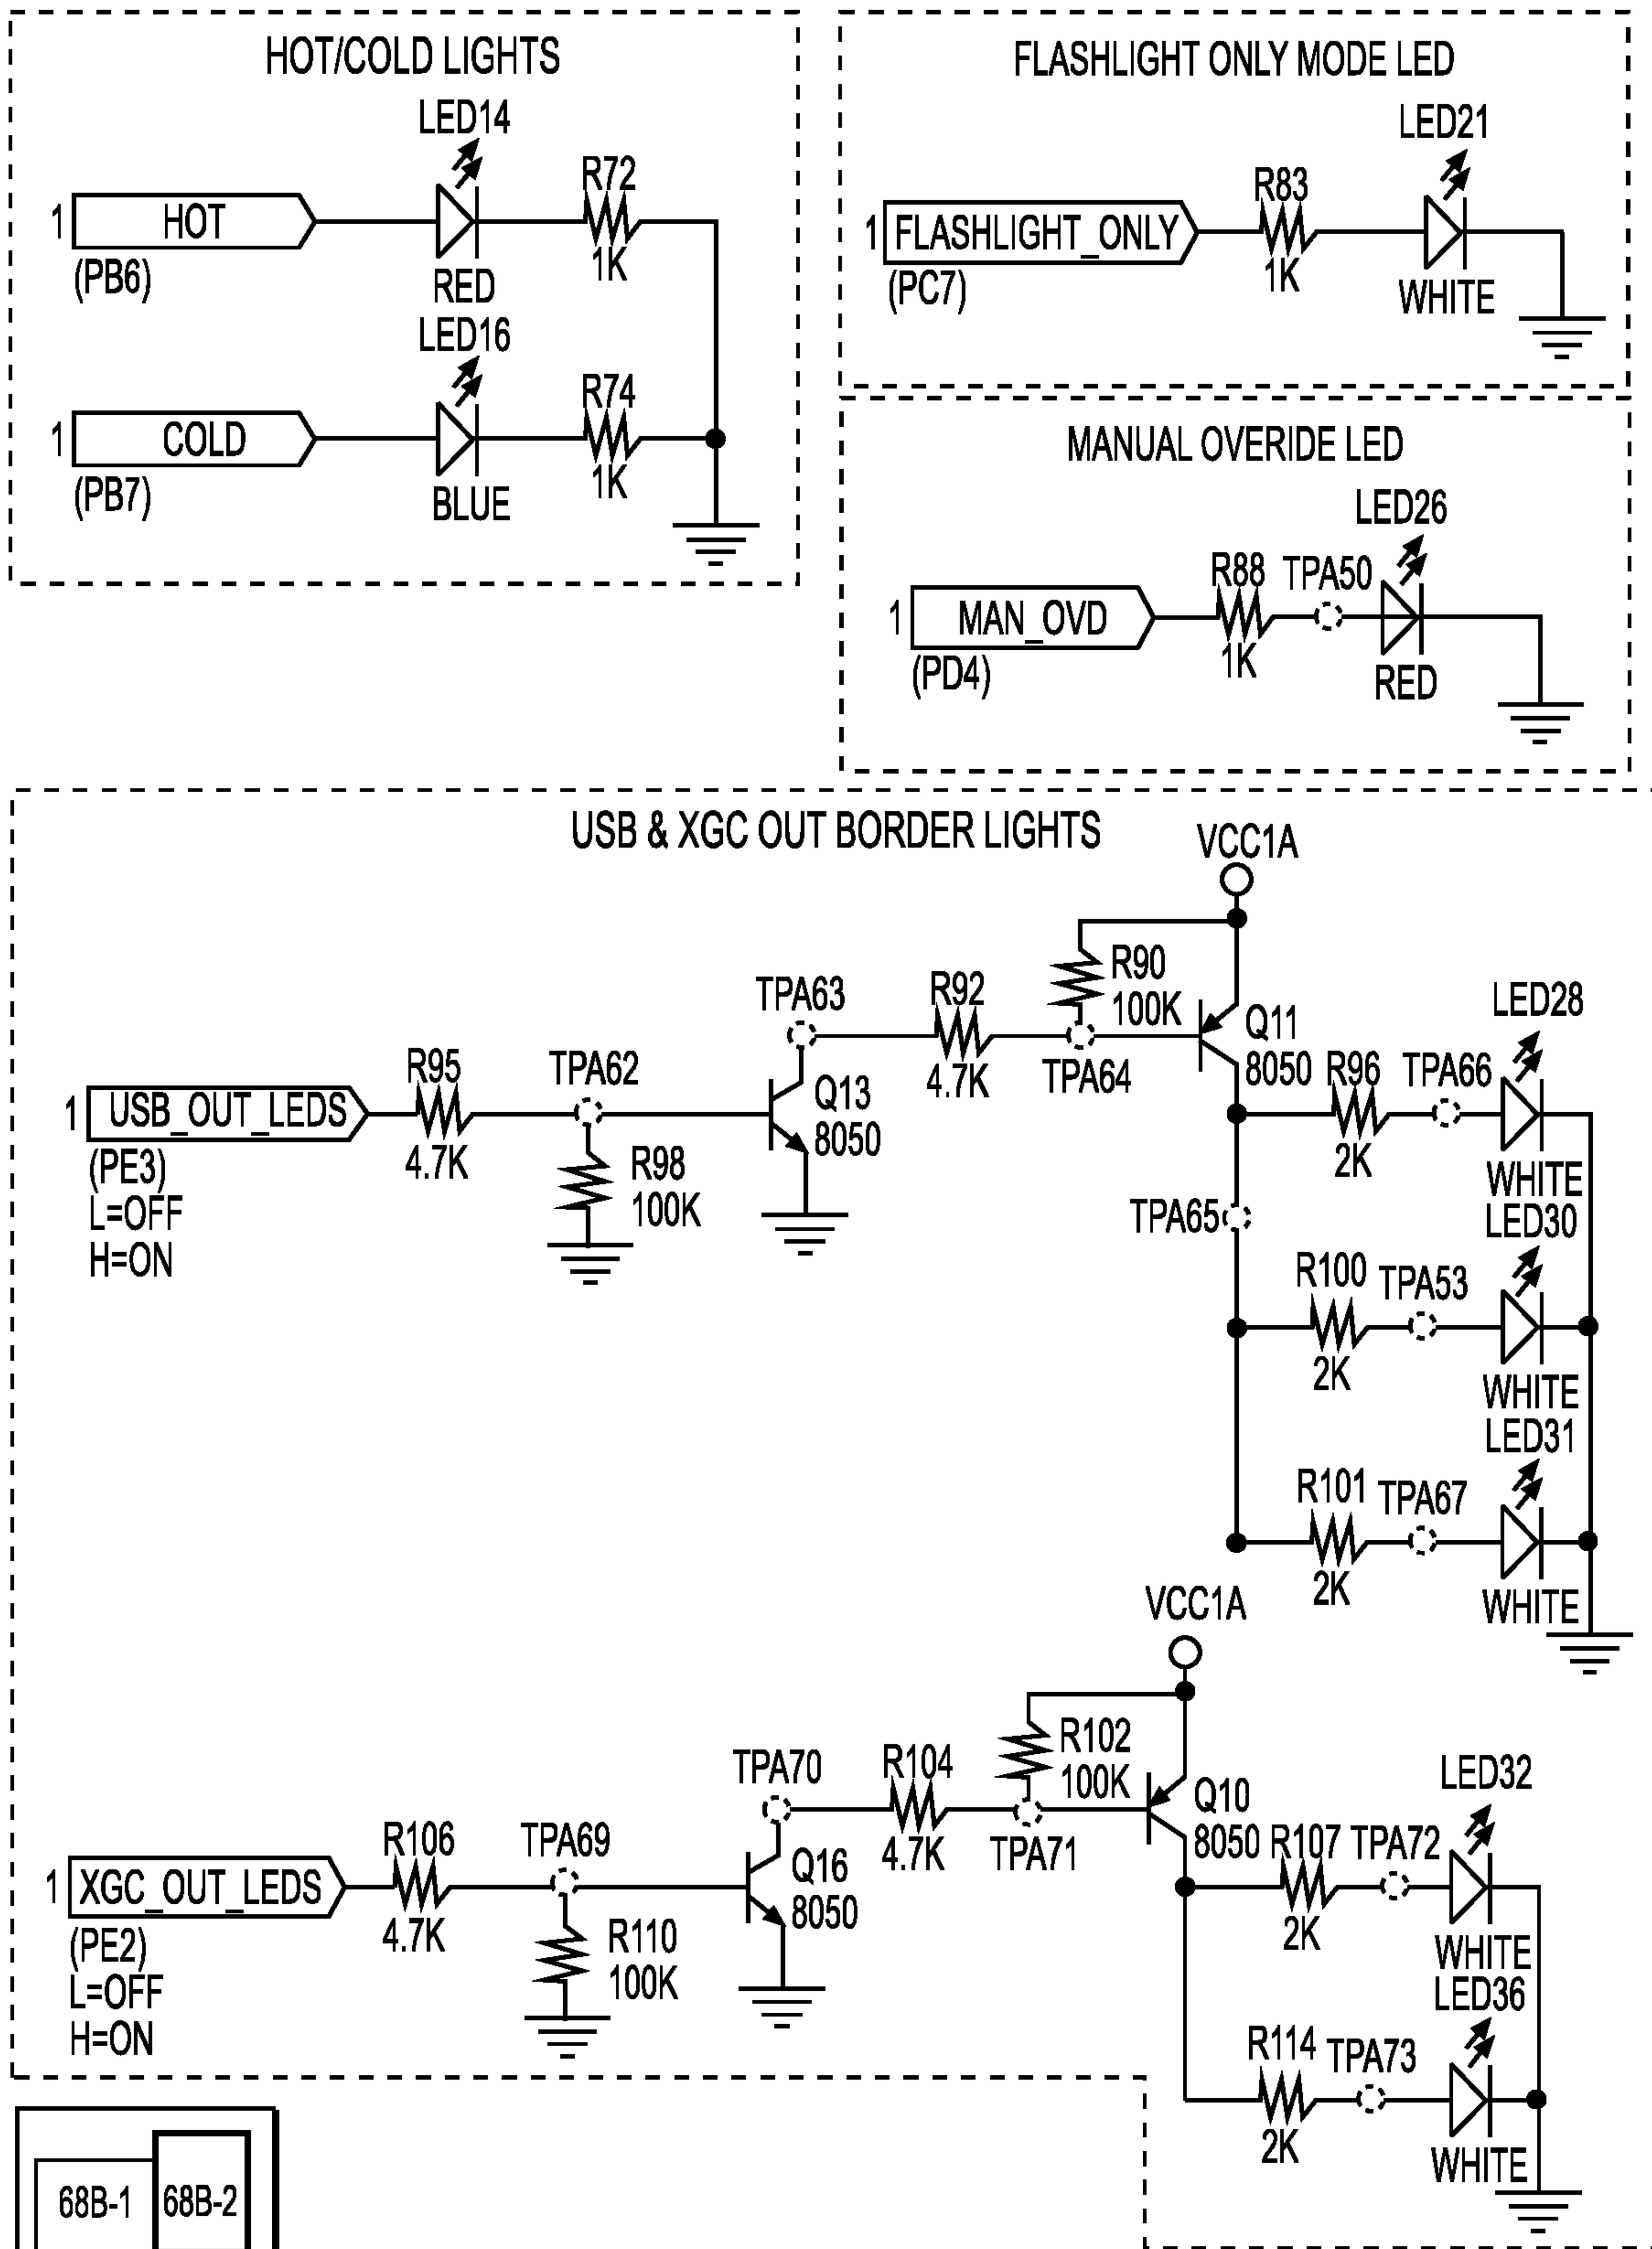 HOT/COLD LIGHTS
LED14
R72
1 HOT
1K
(PB6)
RED
LED16
R74
1 COLD
1K
(PB7)
BLUE
FLASHLIGHT ONLY MODE LED
LED21
R83
1 FLASHLIGHT_ONLY
1K
(PC7)
WHITE
MANUAL OVERIDE LED
LED26
R88 TPA50
1 MAN_OVD
1K
(PD4)
RED
USB & XGC OUT BORDER LIGHTS
VCC1A
R90
100K
TPA63
R92
LED28
Q11
8050
R95
TPA62
4.7K
TPA64
R96
TPA66
Q13
8050
1 USB_OUT_LEDS
4.7K
R98
100K
2K
(PE3)
L=OFF
H=ON
WHITE
TPA65
LED30
R100
TPA53
2K
WHITE
LED31
R101
TPA67
2K
WHITE
VCC1A
R102
100K
TPA70
R104
LED32
Q10
8050
R106
TPA69
4.7K
TPA71
R107
TPA72
Q16
8050
1 XGC_OUT_LEDS
4.7K
R110
100K
2K
(PE2)
L=OFF
H=ON
WHITE
LED36
R114
TPA73
2K
WHITE
68B-1
68B-2